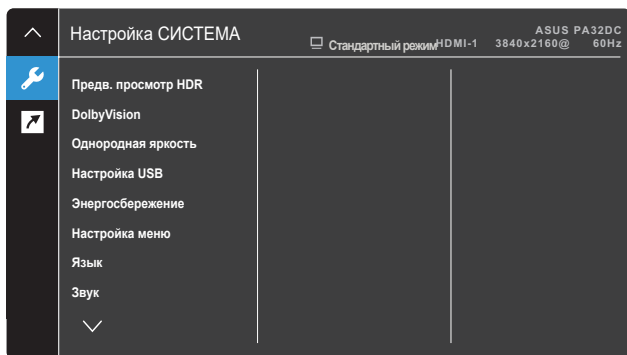 Настройка СИСТЕМА
Стандартный режим HDMI-1
ASUS PA32DC
3840x2160@ 60Hz
Предв. просмотр HDR
DolbyVision
Однородная яркость
Настройка USB
Энергосбережение
Настройка меню
Язык
Звук